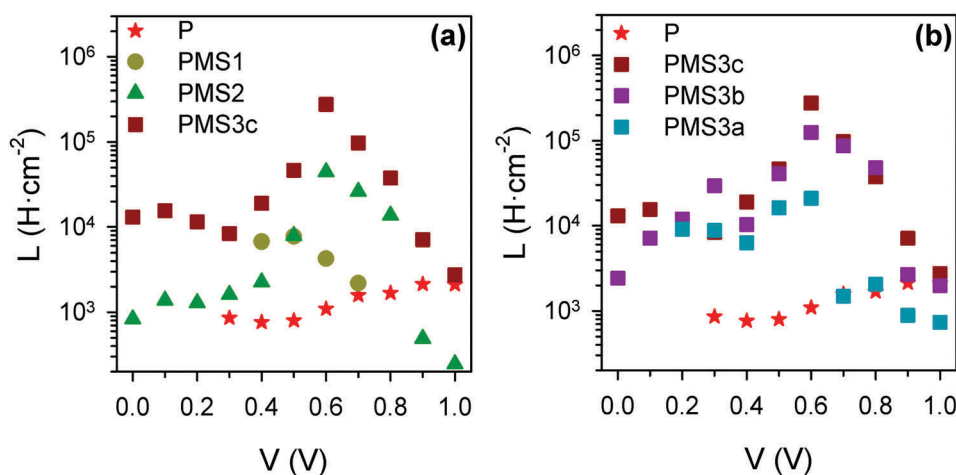 (a)
P
PMS1
PMS2
PMS3c
10⁶
10⁵
10⁴
10³
L (H·cm⁻²)
0.0 0.2 0.4 0.6 0.8 1.0
V (V)
(b)
P
PMS3c
PMS3b
PMS3a
10⁶
10⁵
10⁴
10³
L (H·cm⁻²)
0.0 0.2 0.4 0.6 0.8 1.0
V (V)